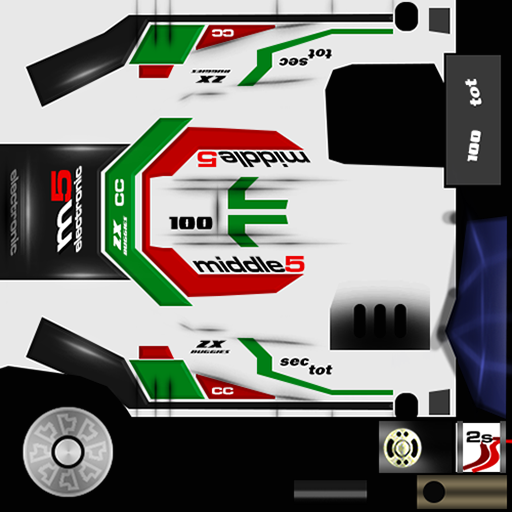 CC
sec tot
ZX
BUGGIES
tot
100
middle5
electronic
m5
electronic
CC
ZX
BUGGIES
100
middle5
ZX
BUGGIES
sec tot
CC
2s